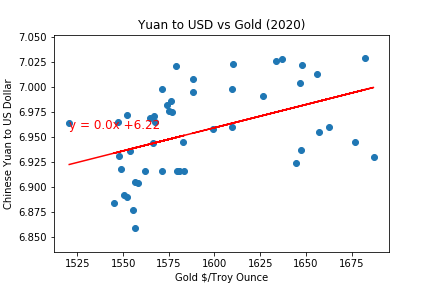 Yuan to USD vs Gold (2020)
Chinese Yuan to US Dollar
7.050
7.025
7.000
6.975
6.950
6.925
6.900
6.875
6.850
y = 0.0x +6.22
1525 1550 1575 1600 1625 1650 1675
Gold $/Troy Ounce